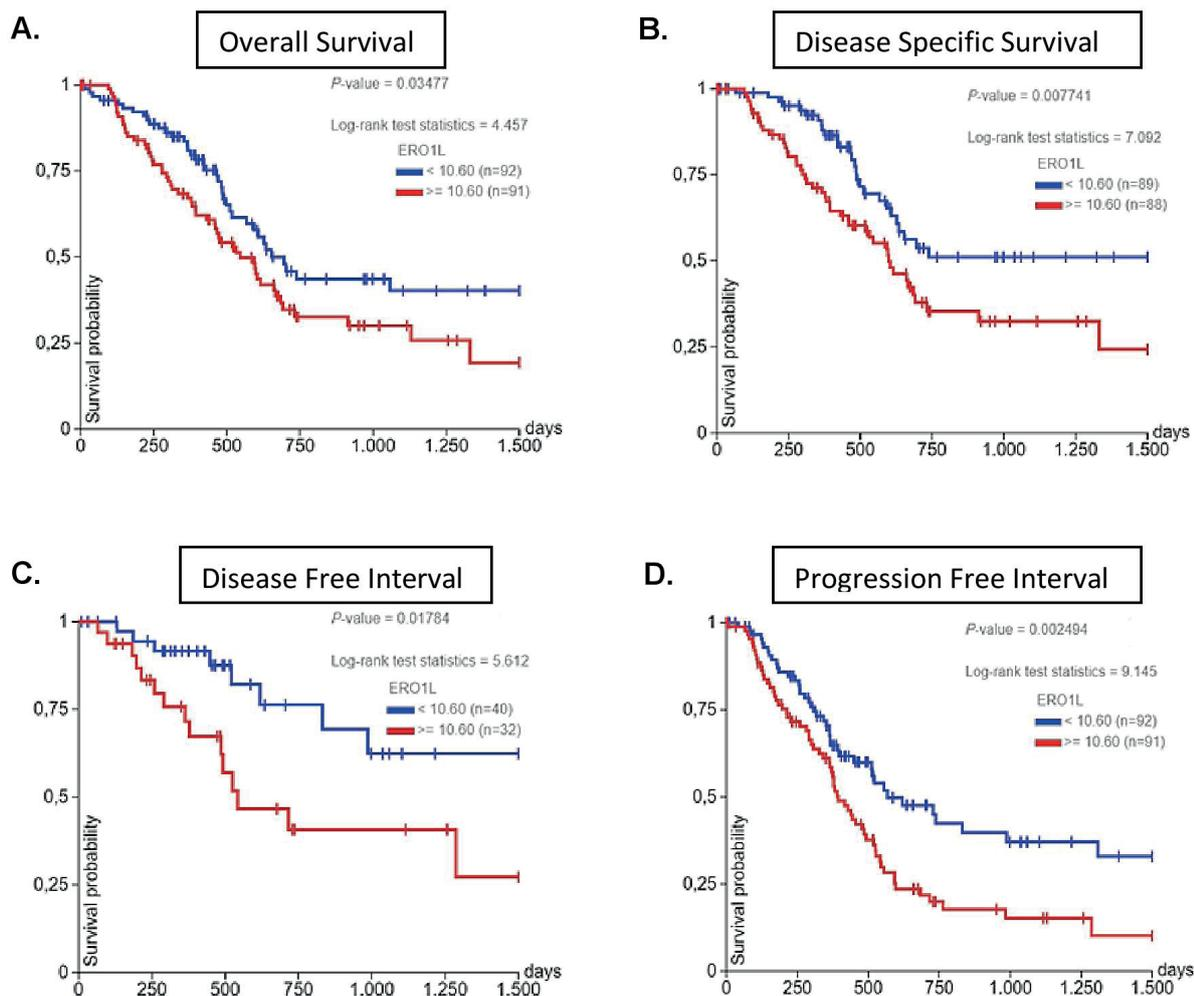 A.
Overall Survival
P-value = 0.03477
Log-rank test statistics = 4.457
ERO1L
< 10.60 (n=92)
>= 10.60 (n=91)
1
0,75
0,5
0,25
0
Survival probability
0 250 500 750 1.000 1.250 1.500
days
B.
Disease Specific Survival
P-value = 0.007741
Log-rank test statistics = 7.092
ERO1L
< 10.60 (n=89)
>= 10.60 (n=88)
1
0,75
0,5
0,25
0
Survival probability
0 250 500 750 1.000 1.250 1.500
days
C.
Disease Free Interval
P-value = 0.01784
Log-rank test statistics = 5.612
ERO1L
< 10.60 (n=40)
>= 10.60 (n=32)
1
0,75
0,5
0,25
0
Survival probability
0 250 500 750 1.000 1.250 1.500
days
D.
Progression Free Interval
P-value = 0.002494
Log-rank test statistics = 9.145
ERO1L
< 10.60 (n=92)
>= 10.60 (n=91)
1
0,75
0,5
0,25
0
Survival probability
0 250 500 750 1.000 1.250 1.500
days